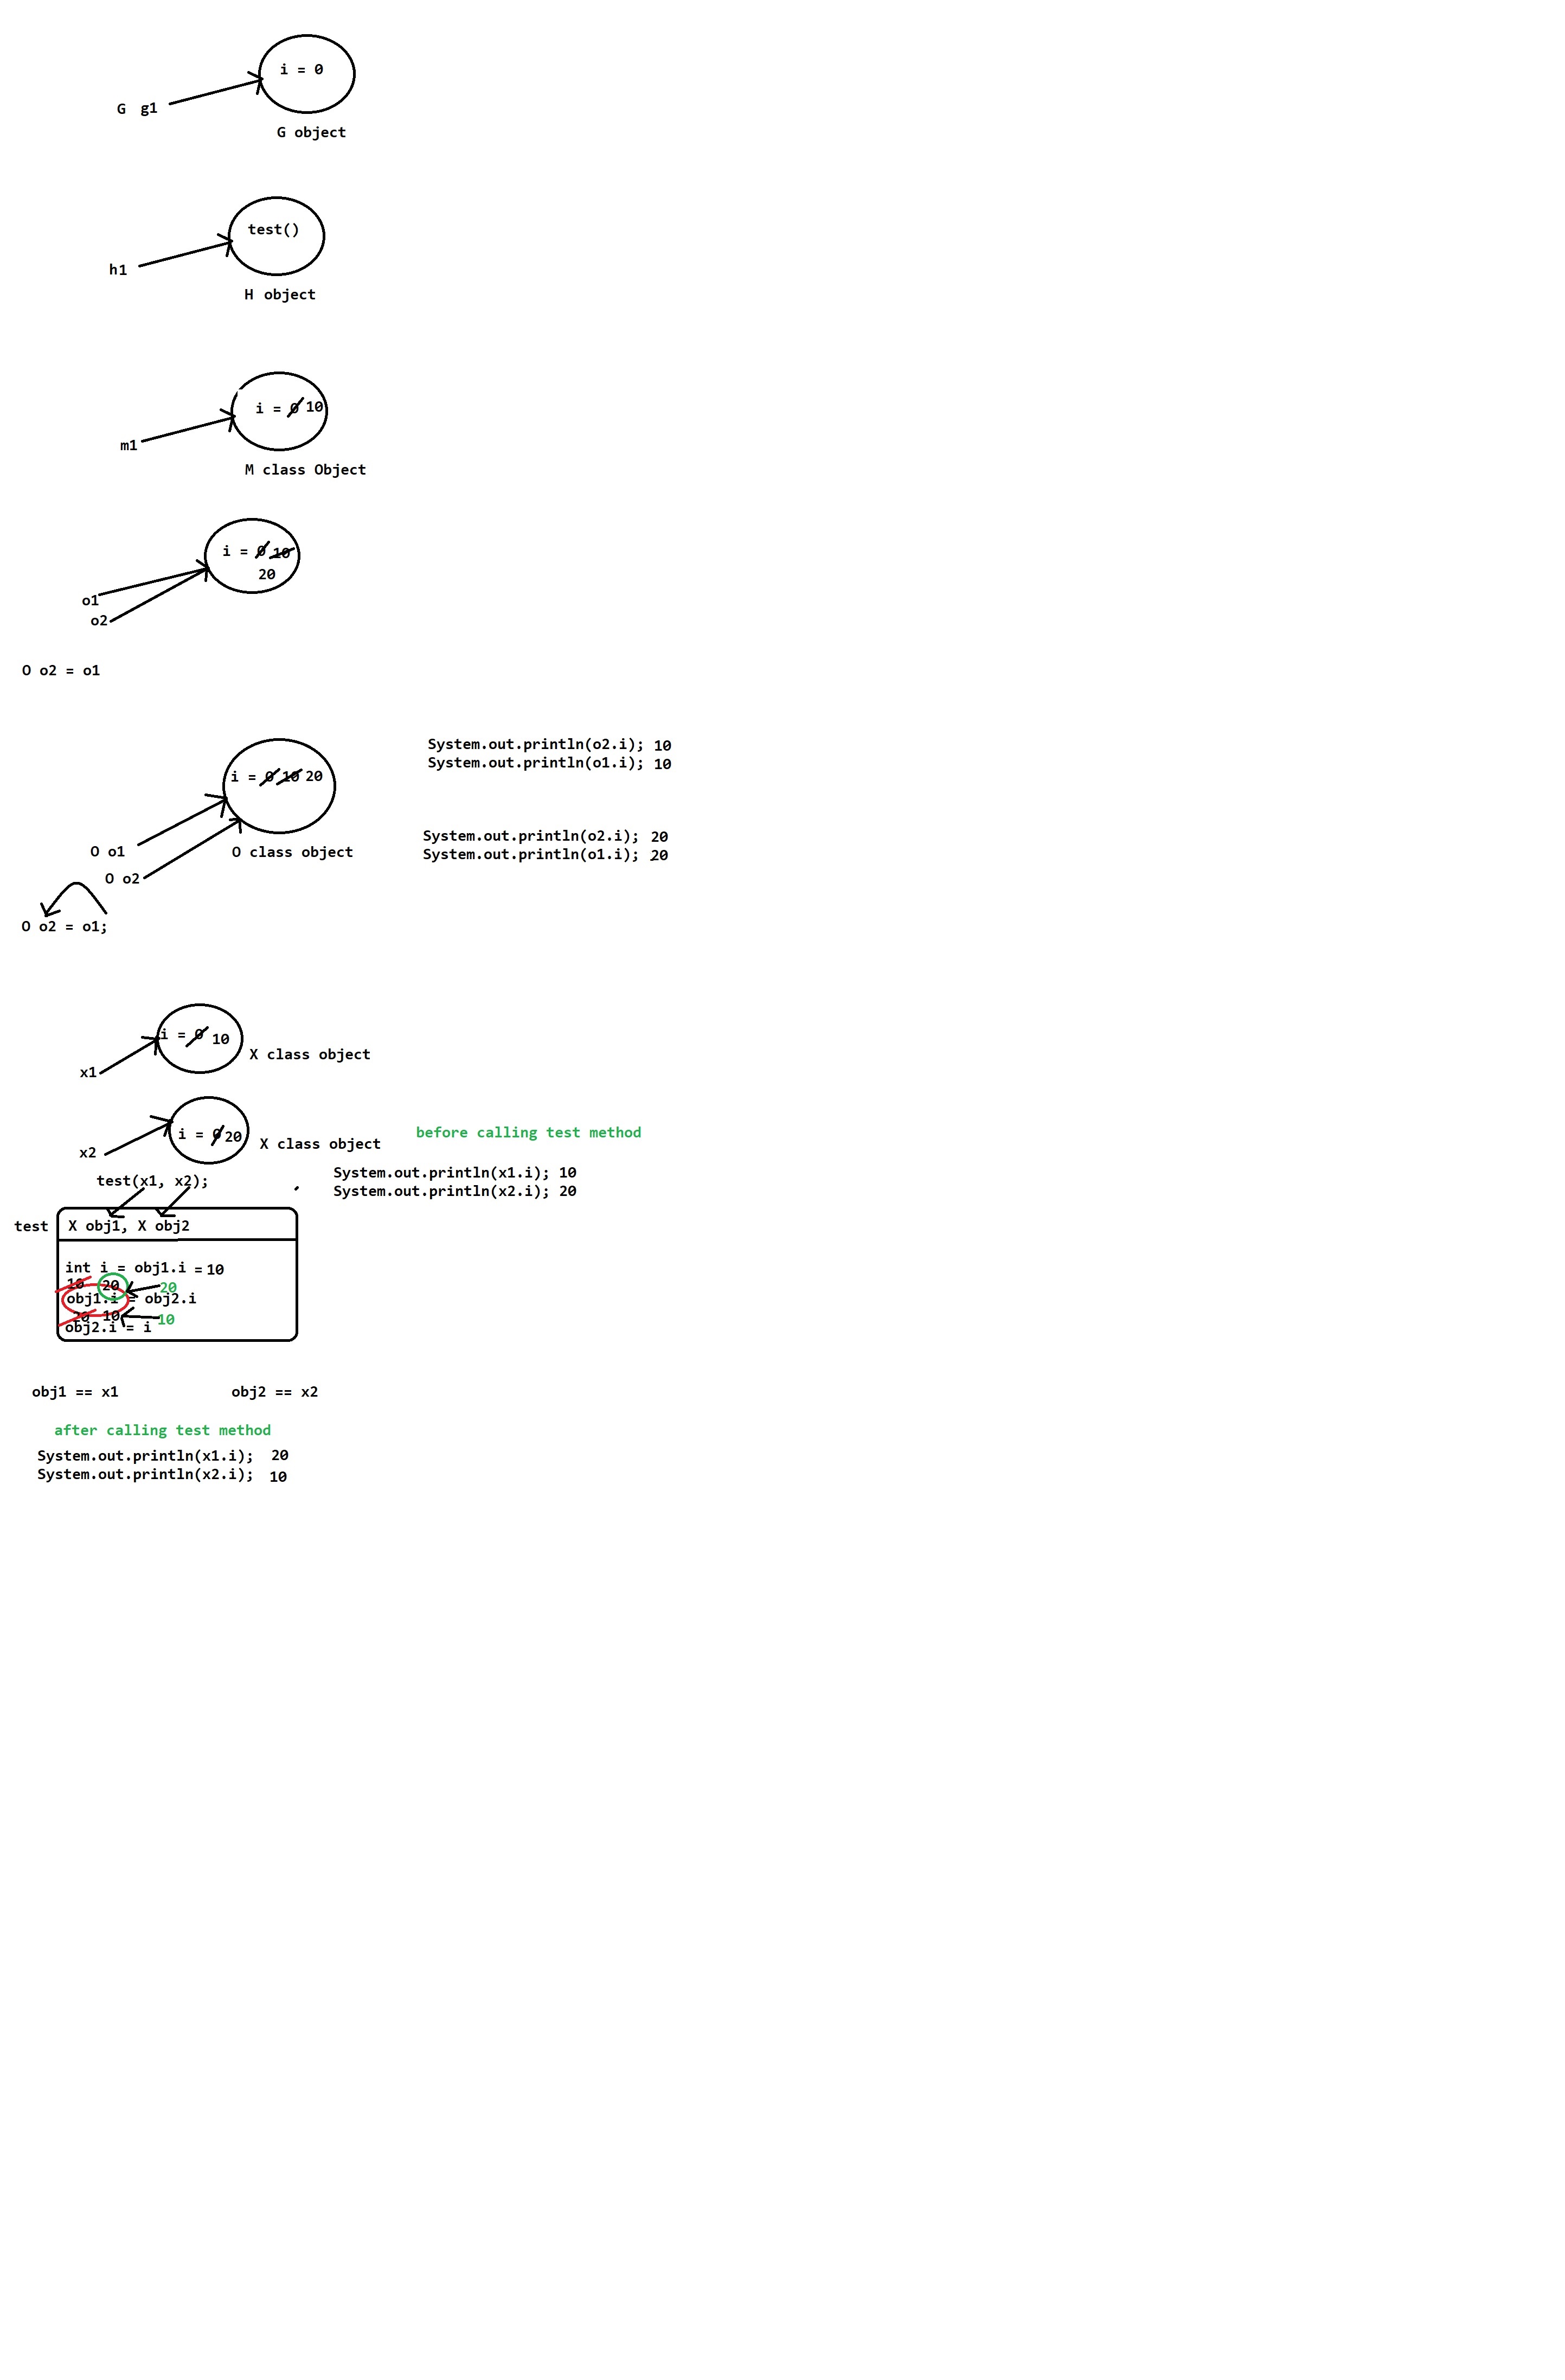 i = 0
G g1
G object
test()
h1
H object
i = 0 10
m1
M class Object
i = 0 10
20
o1
o2
O o2 = o1
System.out.println(o2.i); 10
System.out.println(o1.i); 10
i = 0 10 20
System.out.println(o2.i); 20
System.out.println(o1.i); 20
O o1
O class object
O o2
O o2 = o1;
i = 0 10
X class object
x1
i = 0 20
before calling test method
X class object
x2
System.out.println(x1.i); 10
test(x1, x2);
System.out.println(x2.i); 20
test
X obj1, X obj2
int i = obj1.i = 10
10 20 20
obj1.i = obj2.i
20 10 10
obj2.i = i
obj1 == x1
obj2 == x2
after calling test method
System.out.println(x1.i); 20
System.out.println(x2.i); 10